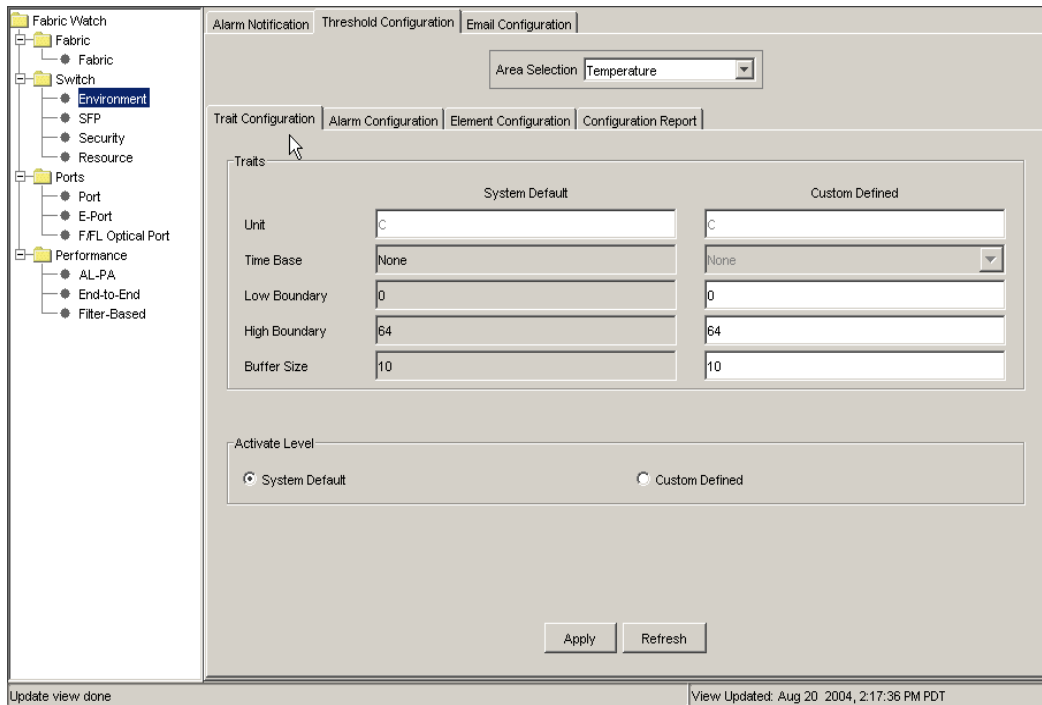 Fabric Watch
Fabric
Fabric
Switch
Environment
SFP
Security
Resource
Ports
Port
E-Port
F/FL Optical Port
Performance
AL-PA
End-to-End
Filter-Based
Alarm Notification Threshold Configuration Email Configuration
Area Selection Temperature
Trait Configuration Alarm Configuration Element Configuration Configuration Report
Traits
System Default Custom Defined
Unit C C
Time Base None None
Low Boundary 0 0
High Boundary 64 64
Buffer Size 10 10
Activate Level
System Default Custom Defined
Apply Refresh
Update view done View Updated: Aug 20 2004, 2:17:36 PM PDT